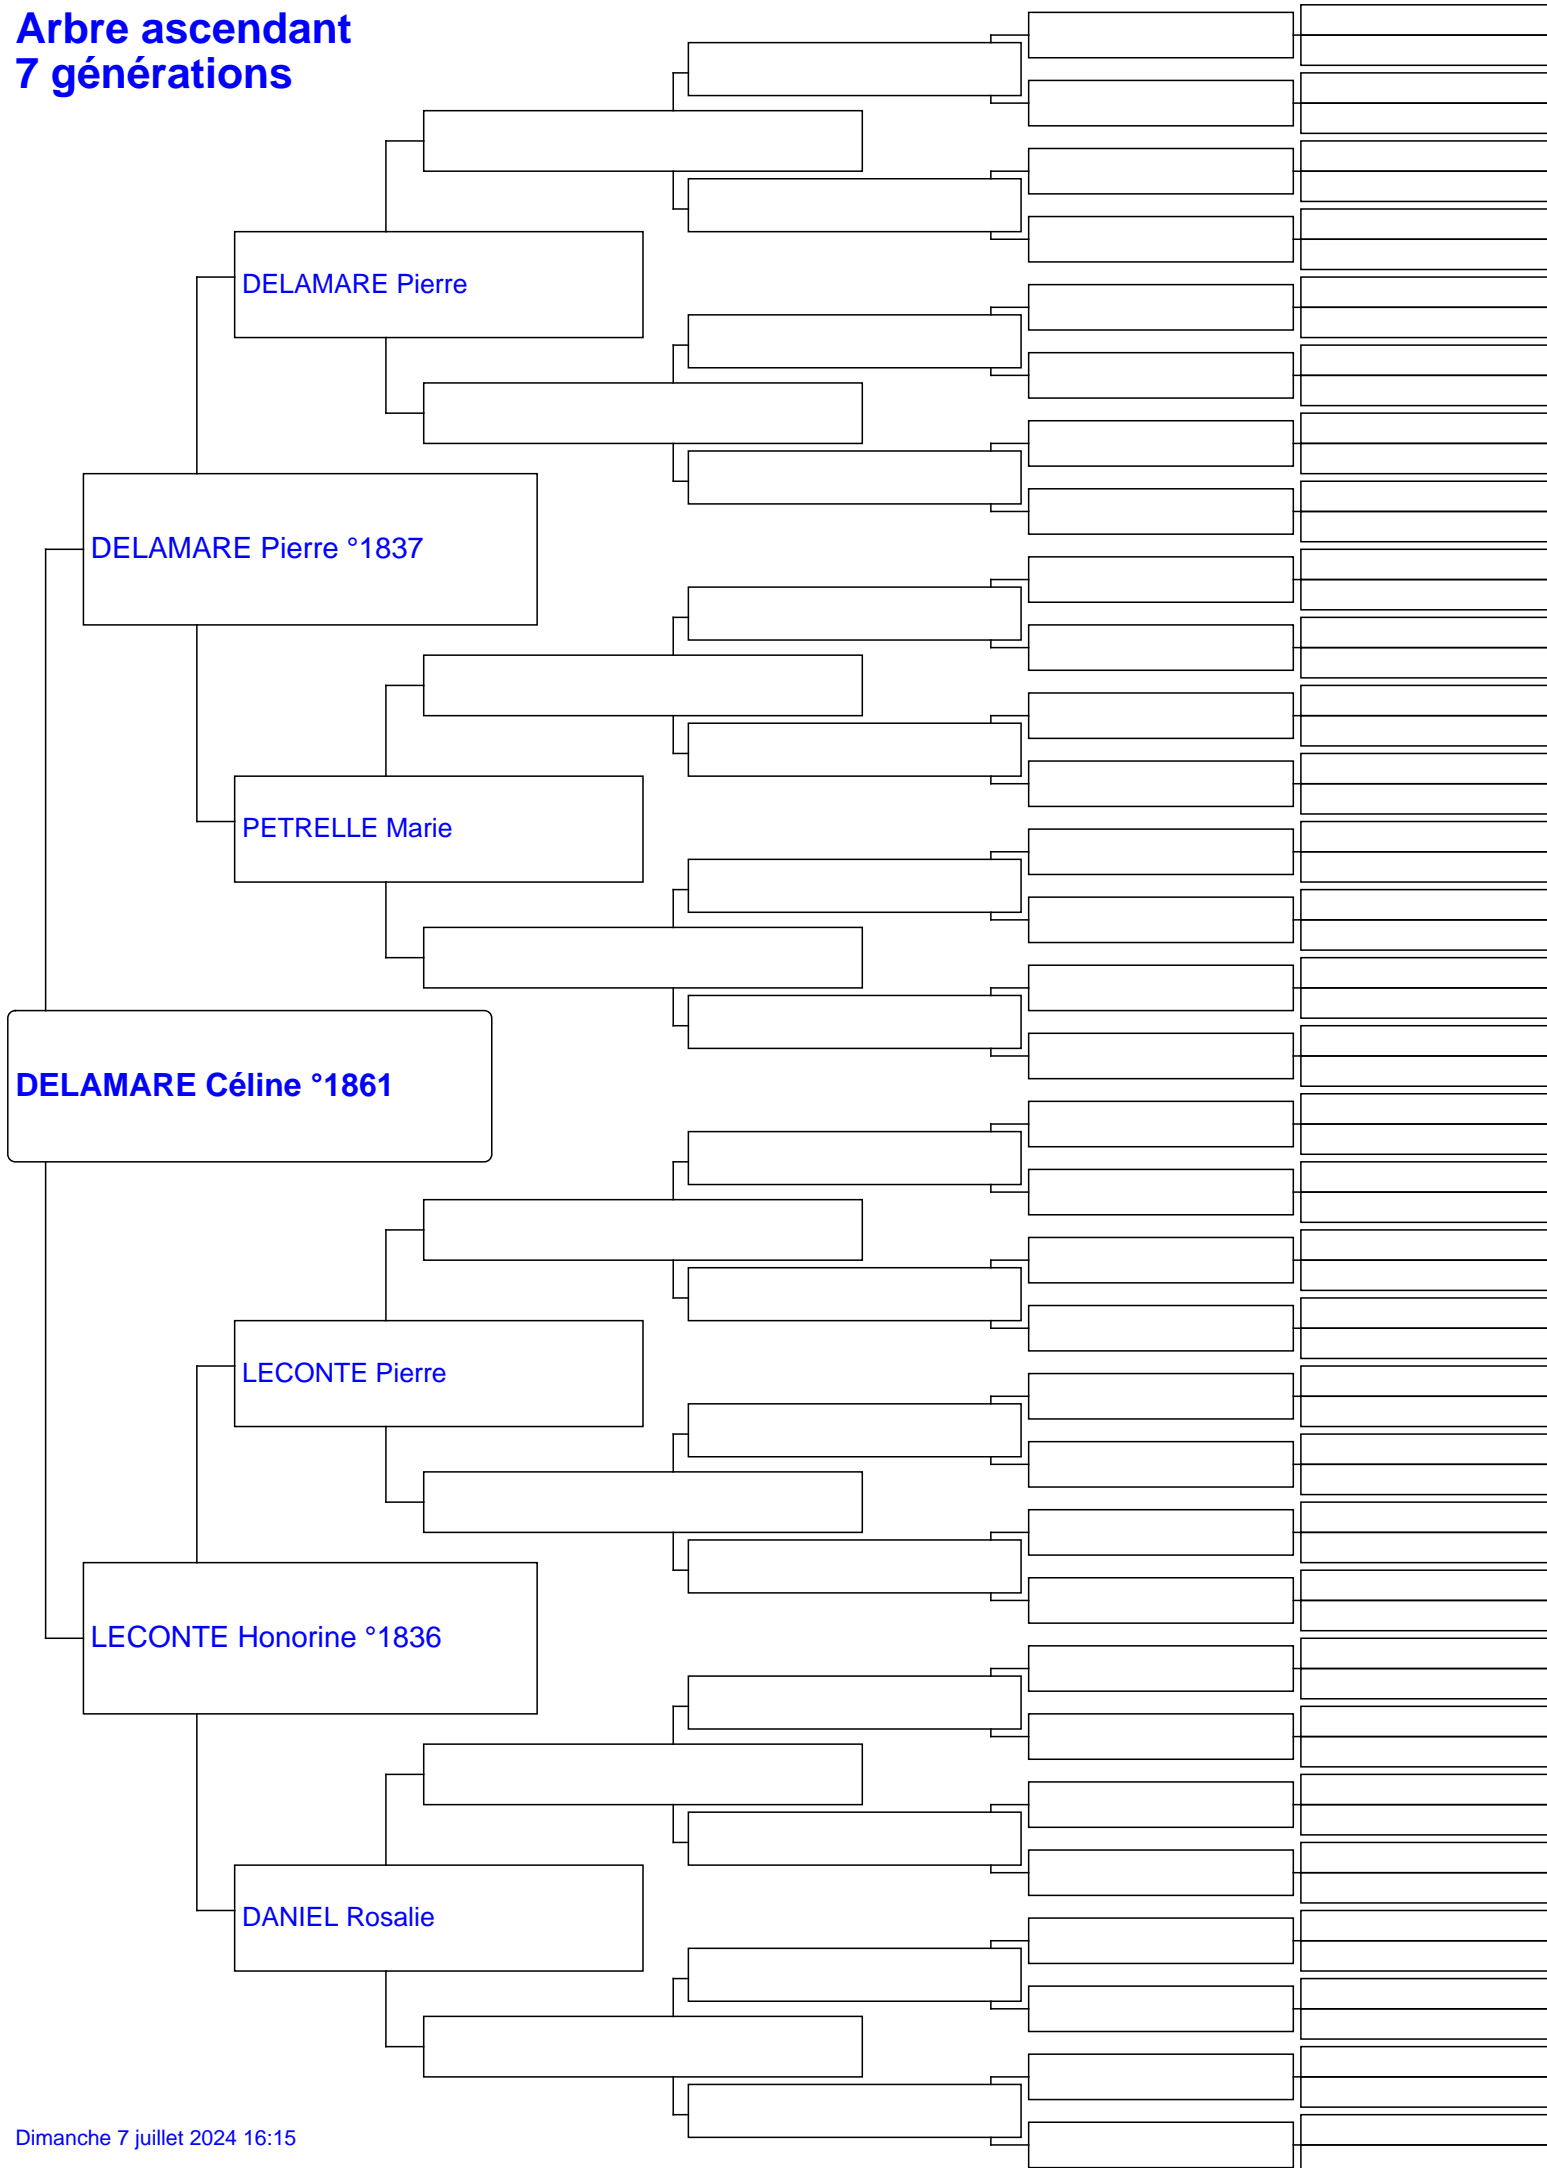 Arbre ascendant
7 générations
DELAMARE Pierre
DELAMARE Pierre °1837
PETRELLE Marie
DELAMARE Céline °1861
LECONTE Pierre
LECONTE Honorine °1836
DANIEL Rosalie
Dimanche 7 juillet 2024 16:15